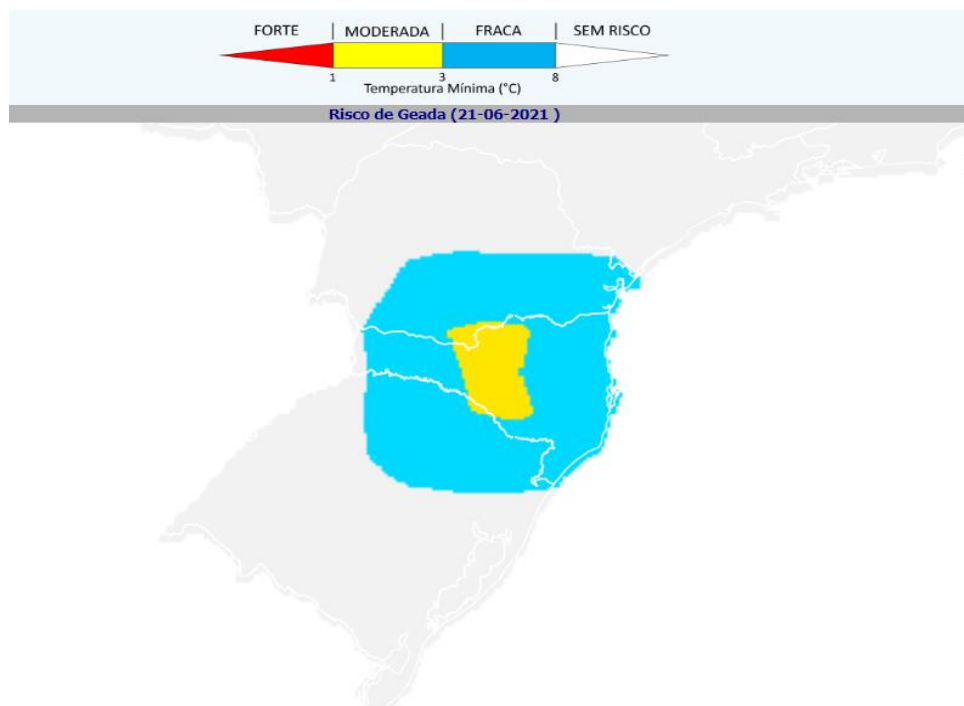 FORTE | MODERADA | FRACA | SEM RISCO
1 3 8
Temperatura Mínima (°C)
Risco de Geada (21-06-2021 )